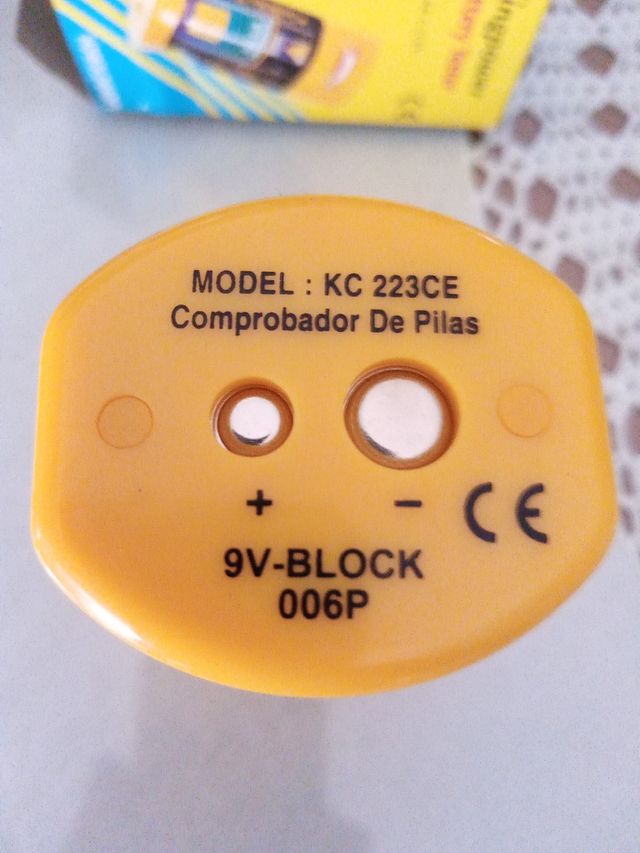 MODEL : KC 223CE
Comprobador De Pilas
+ −
CE
9V-BLOCK
006P